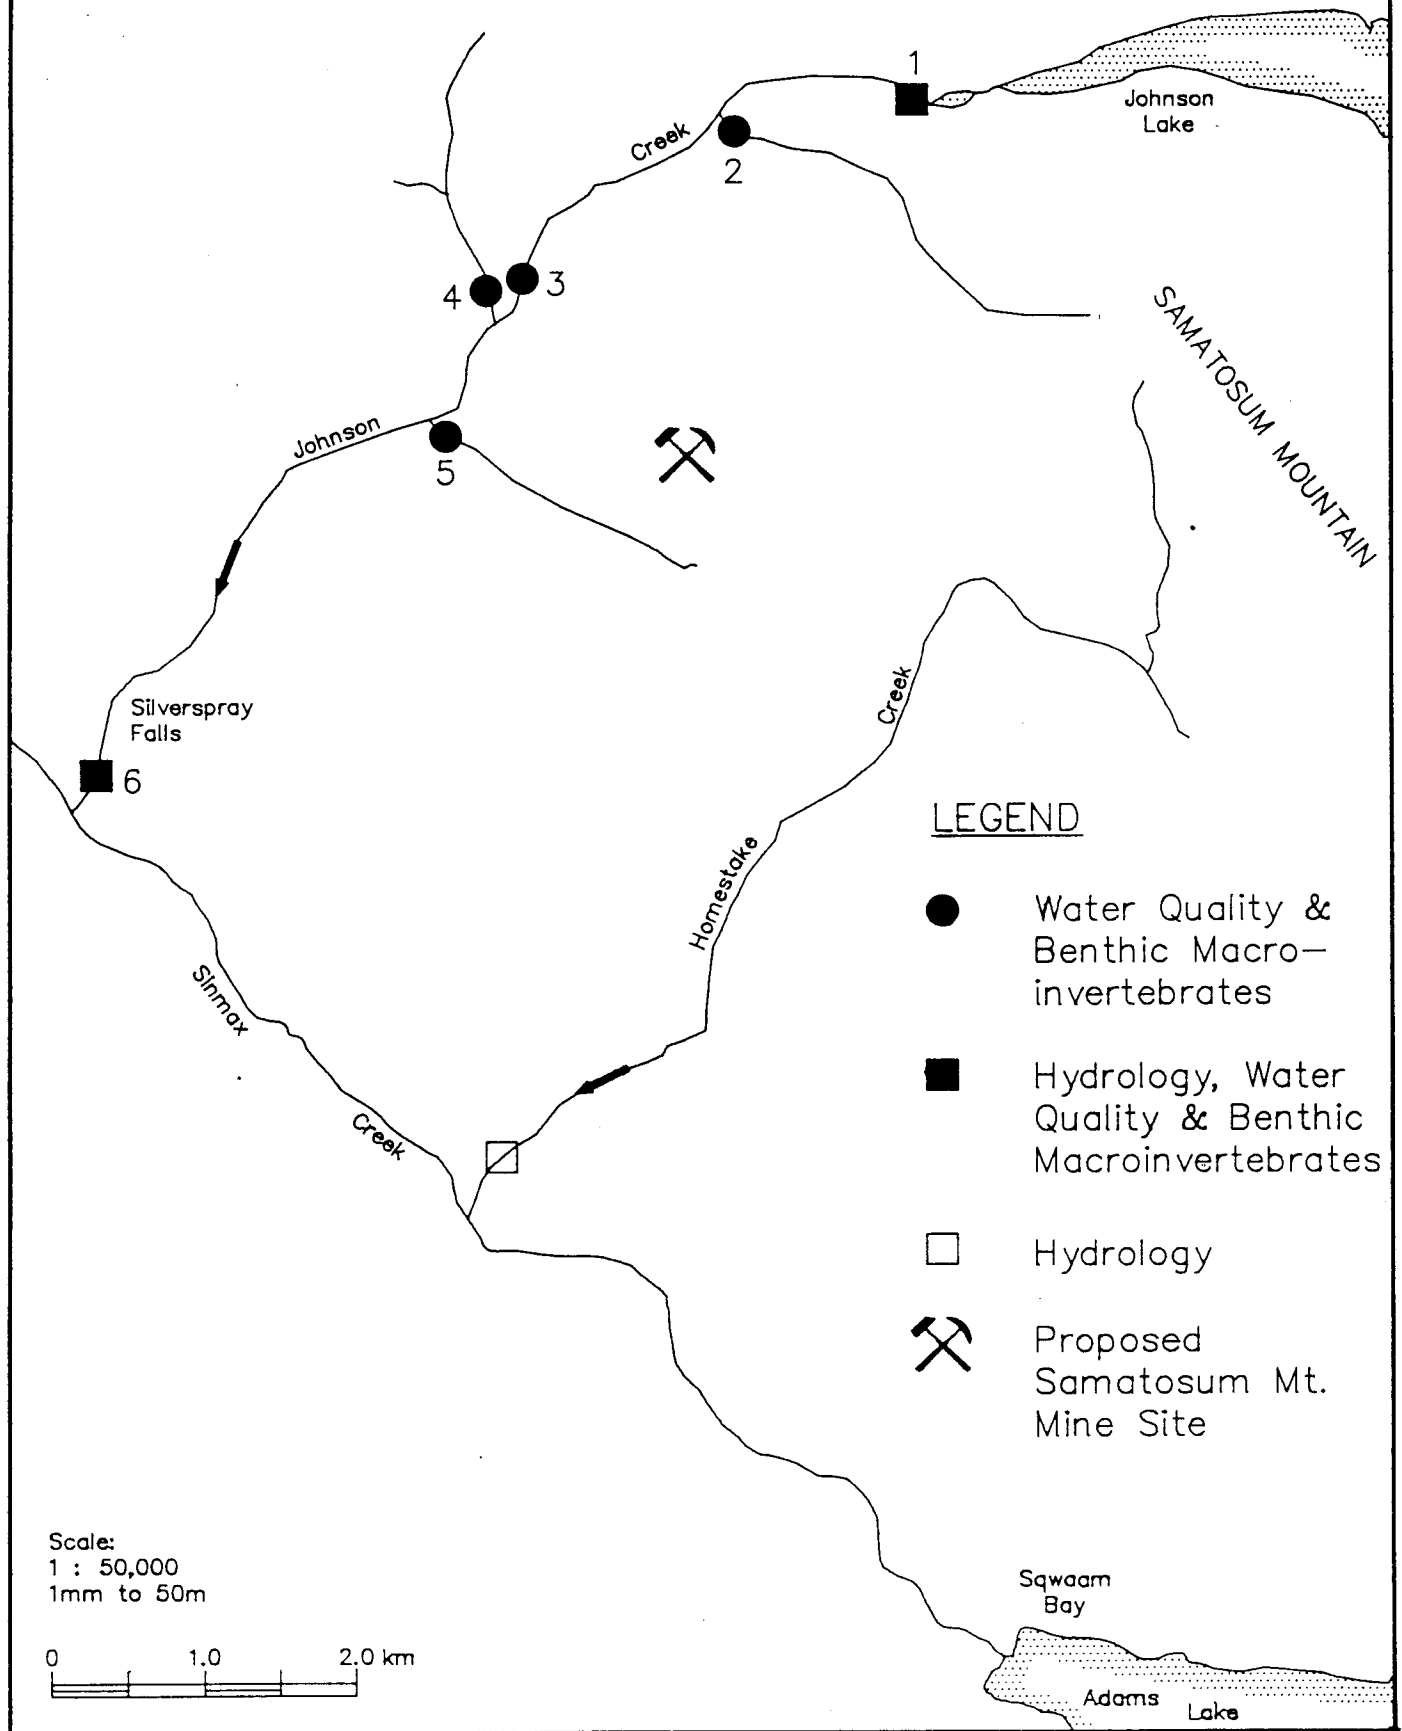 1
Johnson
Lake
Creek
2
3
4
SAMATOSUM MOUNTAIN
Johnson
5
Creek
Silverspray
Falls
6
LEGEND
Homestake
Water Quality &
Benthic Macro-
invertebrates
Sinmax
Creek
Hydrology, Water
Quality & Benthic
Macroinvertebrates
Hydrology
Proposed
Samatosum Mt.
Mine Site
Scale:
1 : 50,000
1mm to 50m
0 1.0 2.0 km
Sqwaam
Bay
Adams Lake